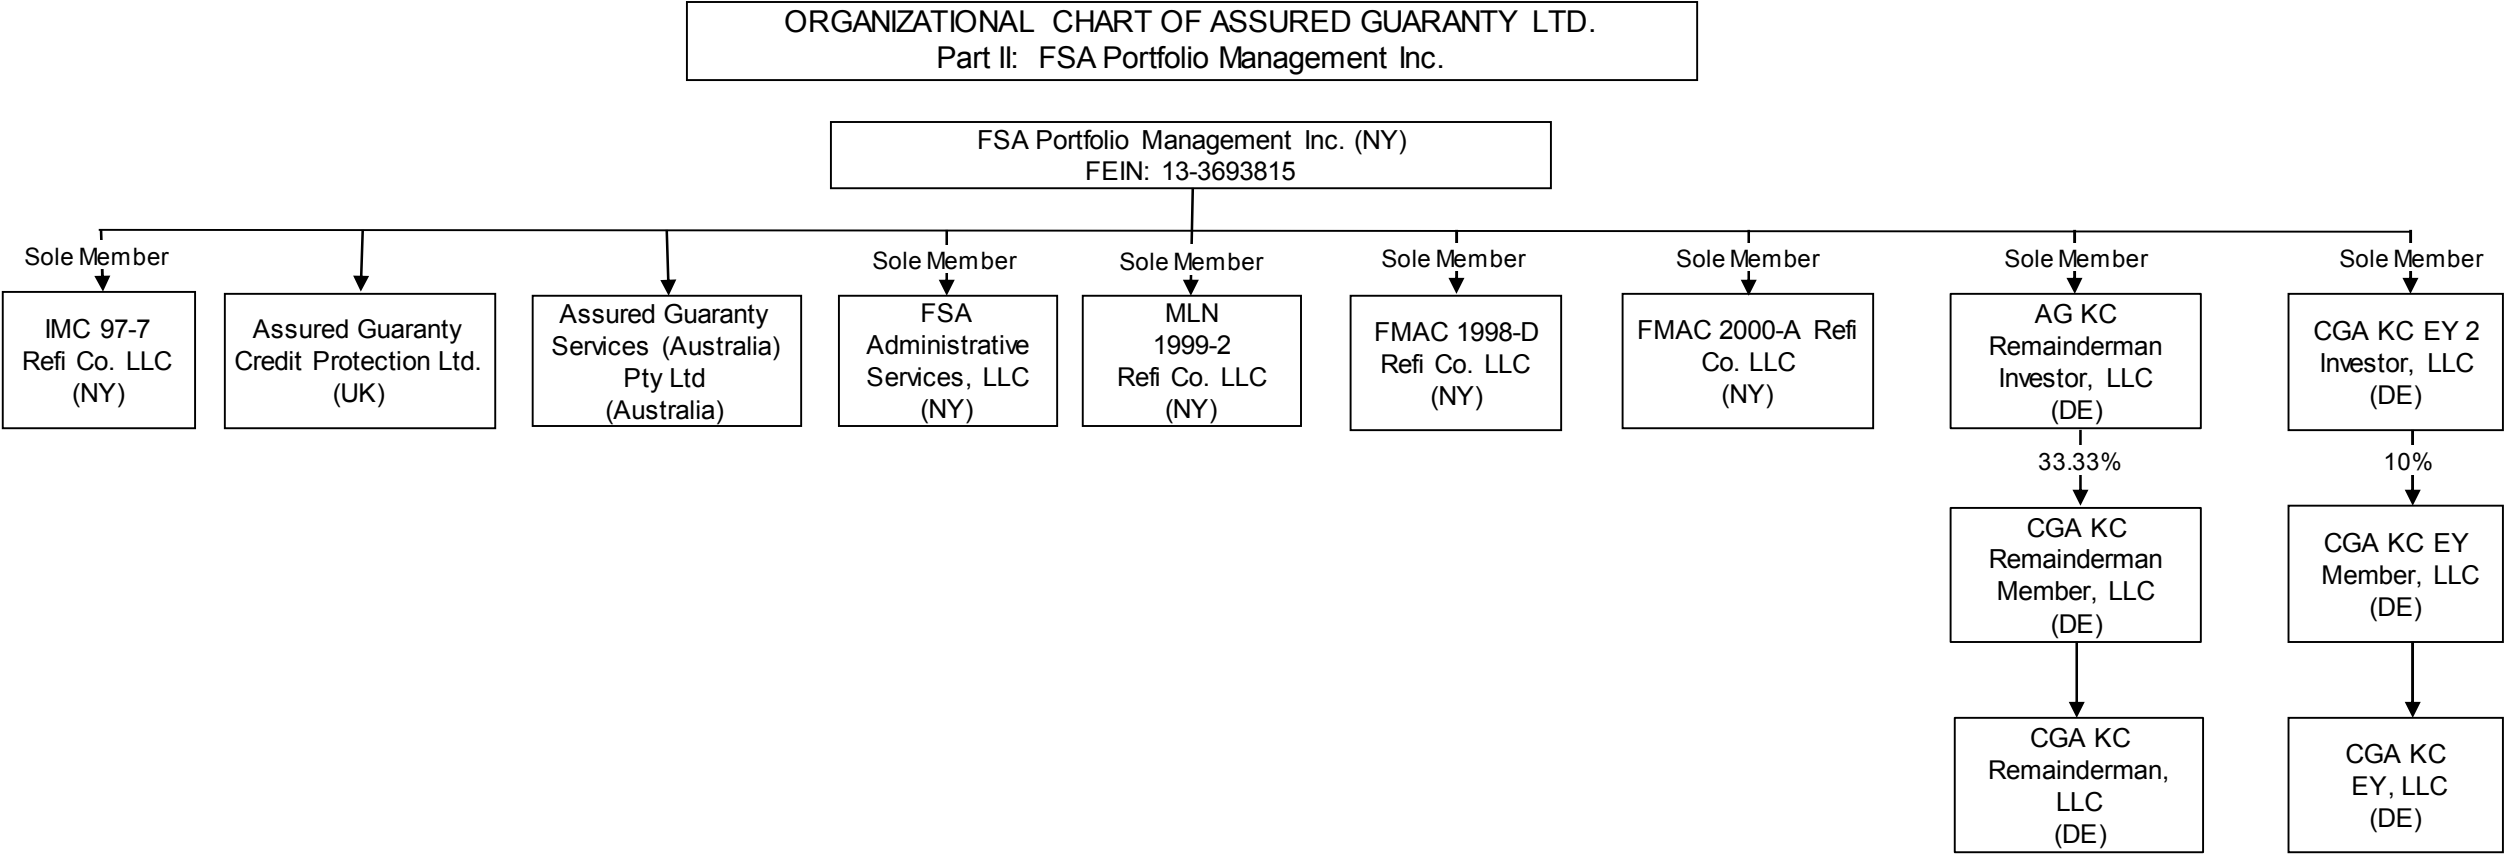 ORGANIZATIONAL CHART OF ASSURED GUARANTY LTD.
Part II: FSA Portfolio Management Inc.
FSA Portfolio Management Inc. (NY)
FEIN: 13-3693815
Sole Member
IMC 97-7
Refi Co. LLC
(NY)
Assured Guaranty
Credit Protection Ltd.
(UK)
Assured Guaranty
Services (Australia)
Pty Ltd
(Australia)
Sole Member
FSA
Administrative
Services, LLC
(NY)
Sole Member
MLN
1999-2
Refi Co. LLC
(NY)
Sole Member
FMAC 1998-D
Refi Co. LLC
(NY)
Sole Member
FMAC 2000-A Refi
Co. LLC
(NY)
Sole Member
AG KC
Remainderman
Investor, LLC
(DE)
33.33%
CGA KC
Remainderman
Member, LLC
(DE)
CGA KC
Remainderman,
LLC
(DE)
Sole Member
CGA KC EY 2
Investor, LLC
(DE)
10%
CGA KC EY
Member, LLC
(DE)
CGA KC
EY, LLC
(DE)